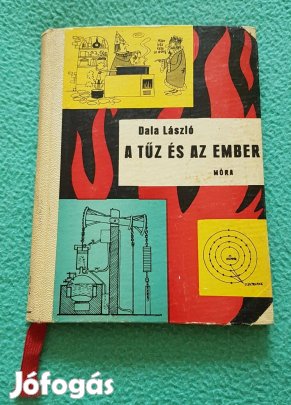 Dala László
A TŰZ ÉS AZ EMBER
MÓRA
Jófogás